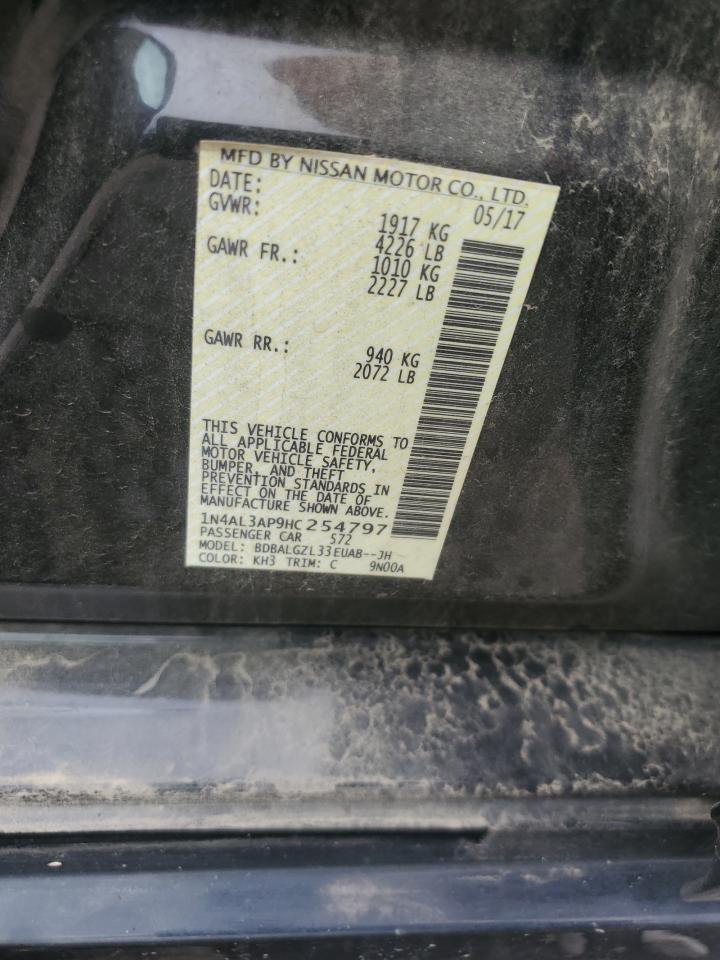 MFD BY NISSAN MOTOR CO., LTD.
DATE: 05/17
GVWR: 1917 KG
4226 LB
GAWR FR.: 1010 KG
2227 LB
GAWR RR.: 940 KG
2072 LB
THIS VEHICLE CONFORMS TO
ALL APPLICABLE FEDERAL
MOTOR VEHICLE SAFETY,
BUMPER, AND THEFT
PREVENTION STANDARDS IN
EFFECT ON THE DATE OF
MANUFACTURE SHOWN ABOVE.
1N4AL3AP9HC254797
PASSENGER CAR 572
MODEL: BDBALGZL33EUAB--JH
COLOR: KH3 TRIM: C 9N00A